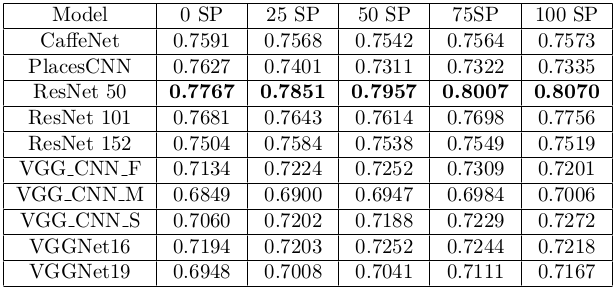 Model 0 SP 25 SP 50 SP 75SP 100 SP
CaffeNet 0.7591 0.7568 0.7542 0.7564 0.7573
PlacesCNN 0.7627 0.7401 0.7311 0.7322 0.7335
ResNet 50 0.7767 0.7851 0.7957 0.8007 0.8070
ResNet 101 0.7681 0.7643 0.7614 0.7698 0.7756
ResNet 152 0.7504 0.7584 0.7538 0.7549 0.7519
VGG_CNN_F 0.7134 0.7224 0.7252 0.7309 0.7201
VGG_CNN_M 0.6849 0.6900 0.6947 0.6984 0.7006
VGG_CNN_S 0.7060 0.7202 0.7188 0.7229 0.7272
VGGNet16 0.7194 0.7203 0.7252 0.7244 0.7218
VGGNet19 0.6948 0.7008 0.7041 0.7111 0.7167